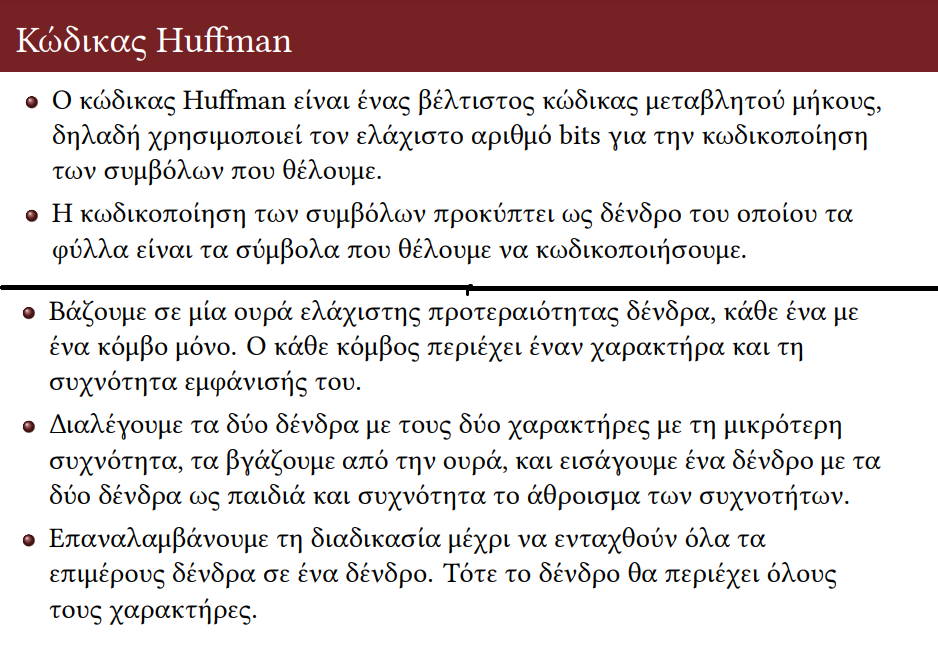 Κώδικας Huffman
Ο κώδικας Huffman είναι ένας βέλτιστος κώδικας μεταβλητού μήκους,
δηλαδή χρησιμοποιεί τον ελάχιστο αριθμό bits για την κωδικοποίηση
των συμβόλων που θέλουμε.
Η κωδικοποίηση των συμβόλων προκύπτει ως δένδρο του οποίου τα
φύλλα είναι τα σύμβολα που θέλουμε να κωδικοποιήσουμε.
Βάζουμε σε μία ουρά ελάχιστης προτεραιότητας δένδρα, κάθε ένα με
ένα κόμβο μόνο. Ο κάθε κόμβος περιέχει έναν χαρακτήρα και τη
συχνότητα εμφάνισής του.
Διαλέγουμε τα δύο δένδρα με τους δύο χαρακτήρες με τη μικρότερη
συχνότητα, τα βγάζουμε από την ουρά, και εισάγουμε ένα δένδρο με τα
δύο δένδρα ως παιδιά και συχνότητα το άθροισμα των συχνοτήτων.
Επαναλαμβάνουμε τη διαδικασία μέχρι να ενταχθούν όλα τα
επιμέρους δένδρα σε ένα δένδρο. Τότε το δένδρο θα περιέχει όλους
τους χαρακτήρες.